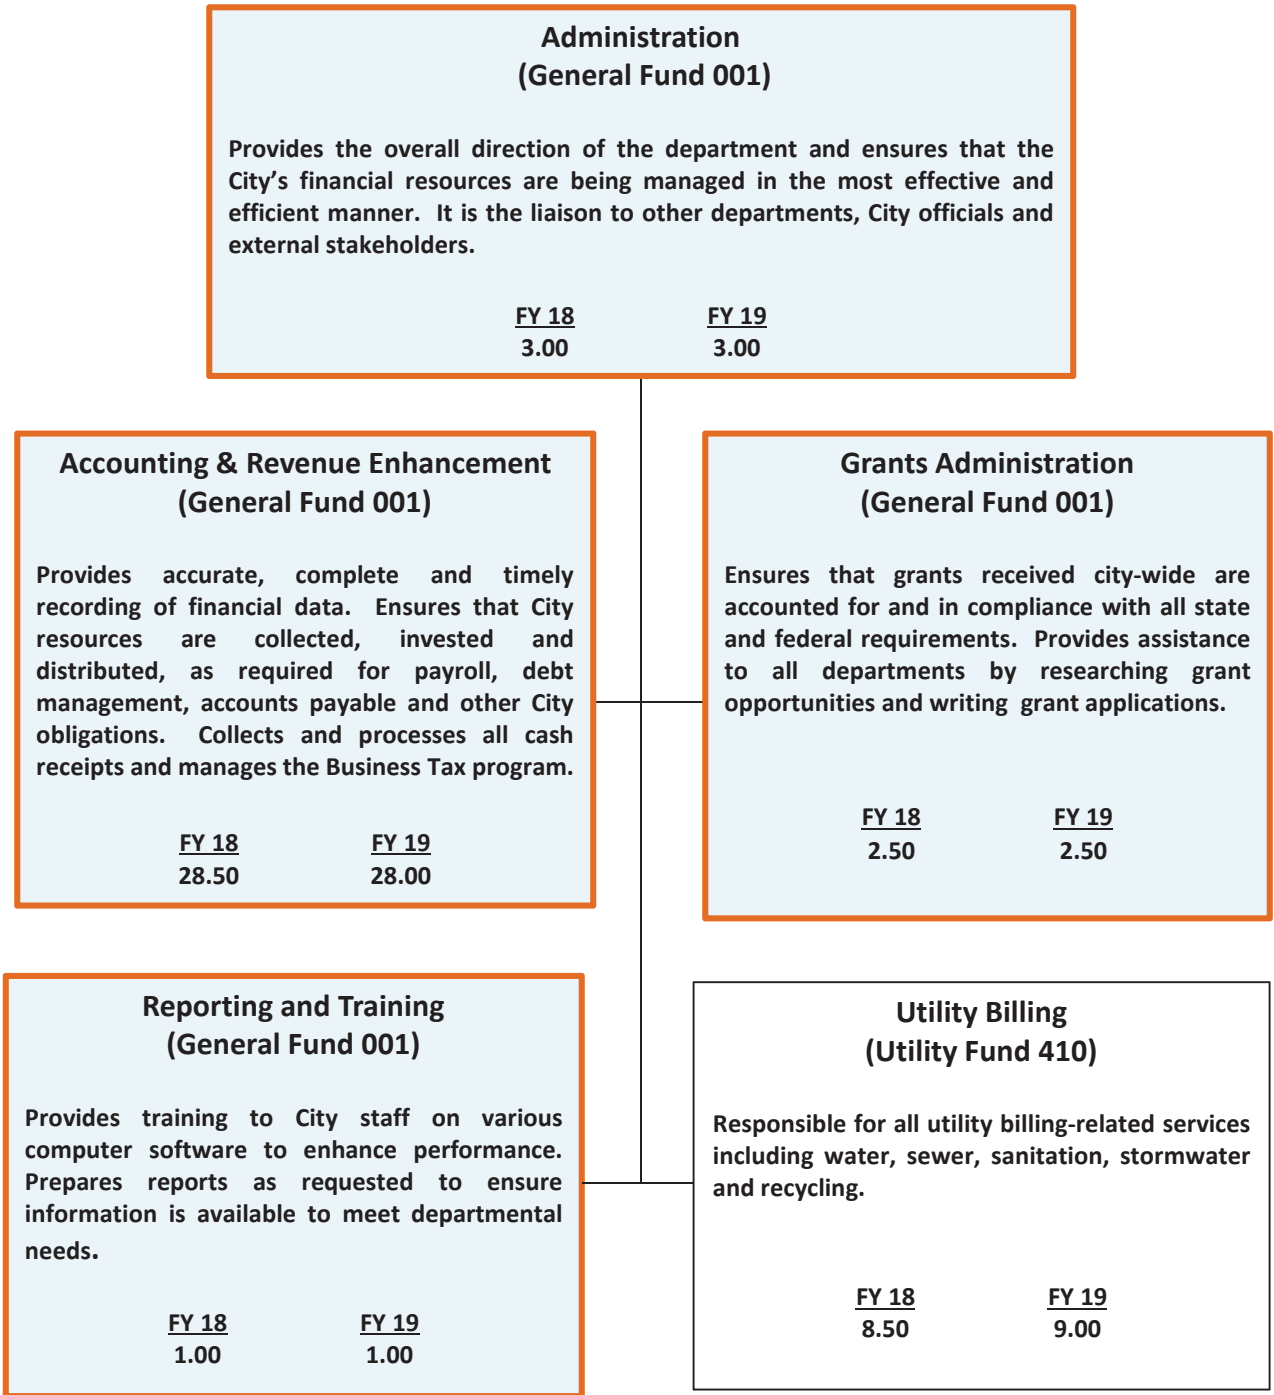 Administration
(General Fund 001)
Provides the overall direction of the department and ensures that the
City’s financial resources are being managed in the most effective and
efficient manner.  It is the liaison to other departments, City officials and
external stakeholders.
FY 18 FY 19
3.00 3.00
Accounting & Revenue Enhancement
(General Fund 001)
Provides accurate, complete and timely
recording of financial data.  Ensures that City
resources are collected, invested and
distributed, as required for payroll, debt
management, accounts payable and other City
obligations.  Collects and processes all cash
receipts and manages the Business Tax program.
FY 18 FY 19
28.50 28.00
Grants Administration
(General Fund 001)
Ensures that grants received city-wide are
accounted for and in compliance with all state
and federal requirements.  Provides assistance
to all departments by researching grant
opportunities and writing  grant applications.
FY 18 FY 19
2.50 2.50
Reporting and Training
(General Fund 001)
Provides training to City staff on various
computer software to enhance performance.
Prepares reports as requested to ensure
information is available to meet departmental
needs.
FY 18 FY 19
1.00 1.00
Utility Billing
(Utility Fund 410)
Responsible for all utility billing-related services
including water, sewer, sanitation, stormwater
and recycling.
FY 18 FY 19
8.50 9.00